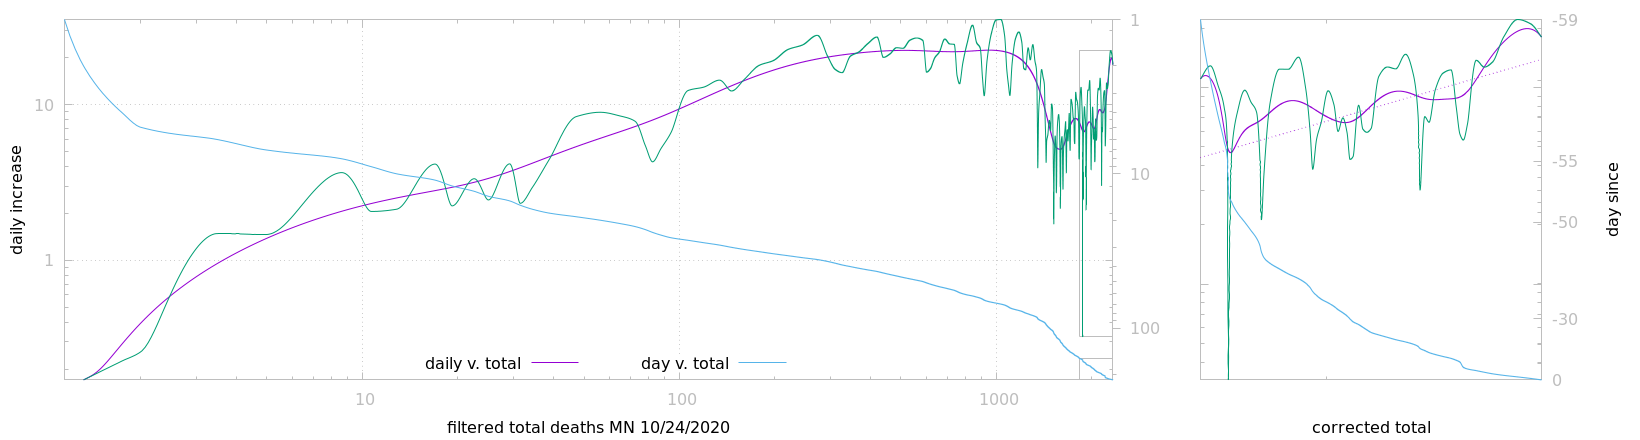 daily increase
10
1
daily v. total
day v. total
10
100
1000
filtered total deaths MN 10/24/2020
1
10
100
-59
-55
-50
-30
0
day since
corrected total